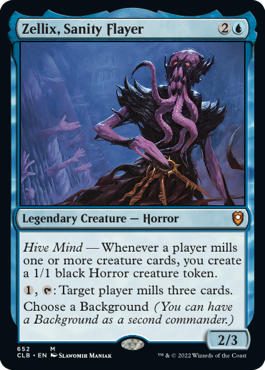 Zellix, Sanity Flayer 2
Legendary Creature — Horror
Hive Mind — Whenever a player mills
one or more creature cards, you create
a 1/1 black Horror creature token.
1, : Target player mills three cards.
Choose a Background (You can have
a Background as a second commander.)
2/3
652 M
CLB • EN SLAWOMIR MANIAK ™ & © 2022 Wizards of the Coast